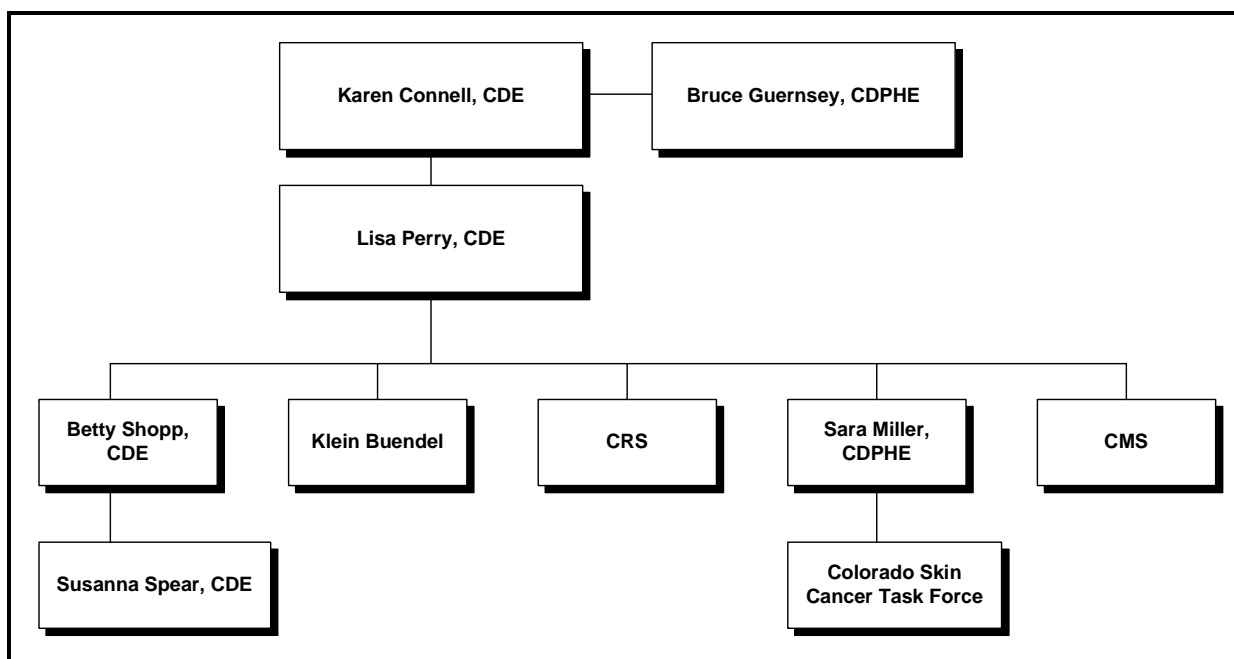 Karen Connell, CDE
Bruce Guernsey, CDPHE
Lisa Perry, CDE
Betty Shopp,
CDE
Klein Buendel
CRS
Sara Miller,
CDPHE
CMS
Susanna Spear, CDE
Colorado Skin
Cancer Task Force